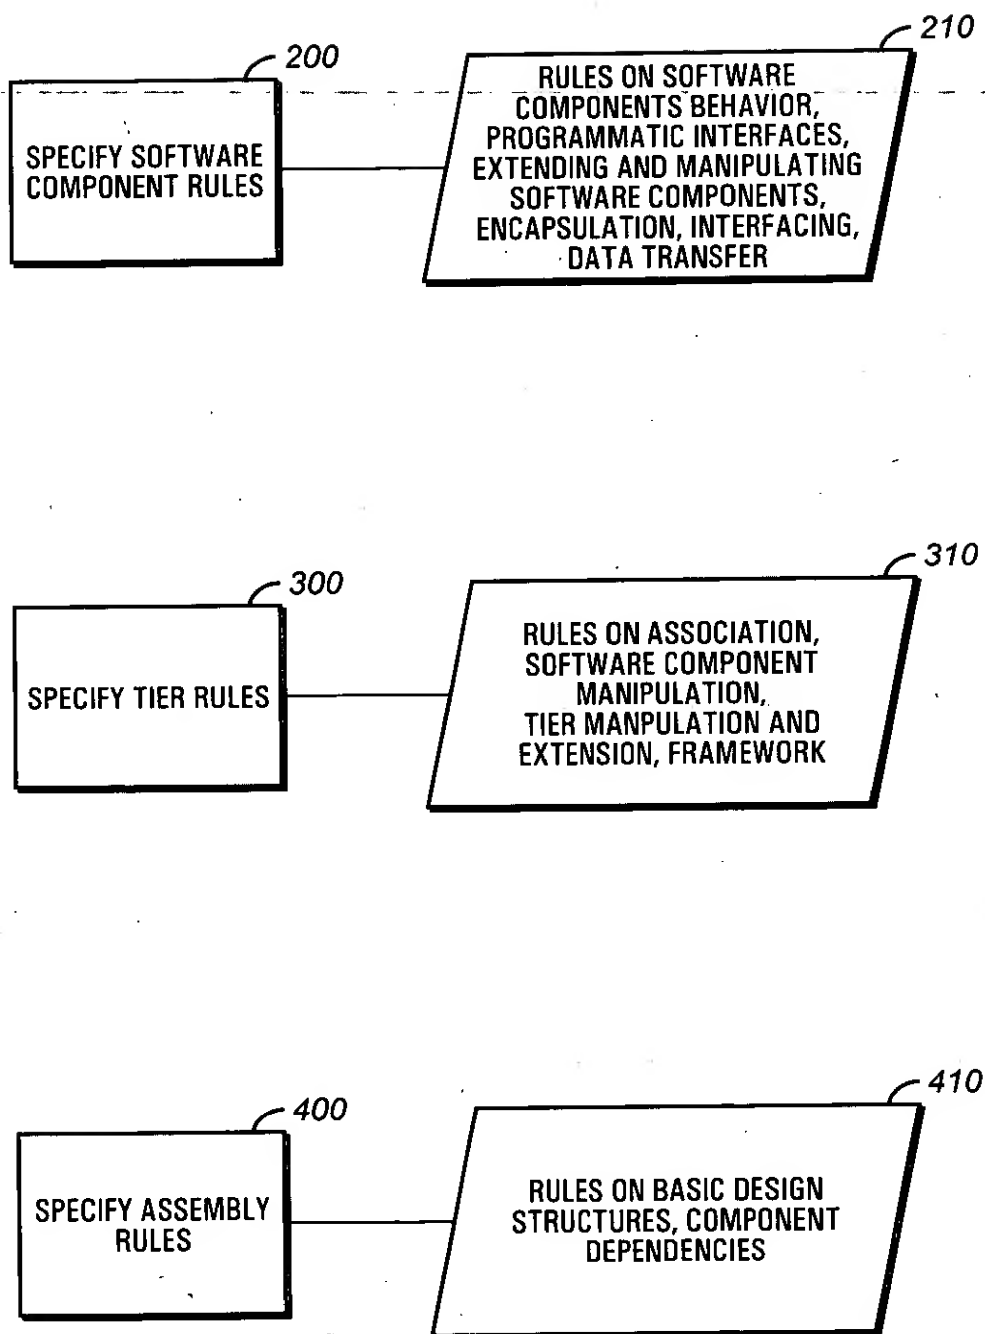 200
SPECIFY SOFTWARE
COMPONENT RULES
210
RULES ON SOFTWARE
COMPONENTS BEHAVIOR,
PROGRAMMATIC INTERFACES,
EXTENDING AND MANIPULATING
SOFTWARE COMPONENTS,
ENCAPSULATION, INTERFACING,
DATA TRANSFER
300
SPECIFY TIER RULES
310
RULES ON ASSOCIATION,
SOFTWARE COMPONENT
MANIPULATION,
TIER MANPULATION AND
EXTENSION, FRAMEWORK
400
SPECIFY ASSEMBLY
RULES
410
RULES ON BASIC DESIGN
STRUCTURES, COMPONENT
DEPENDENCIES